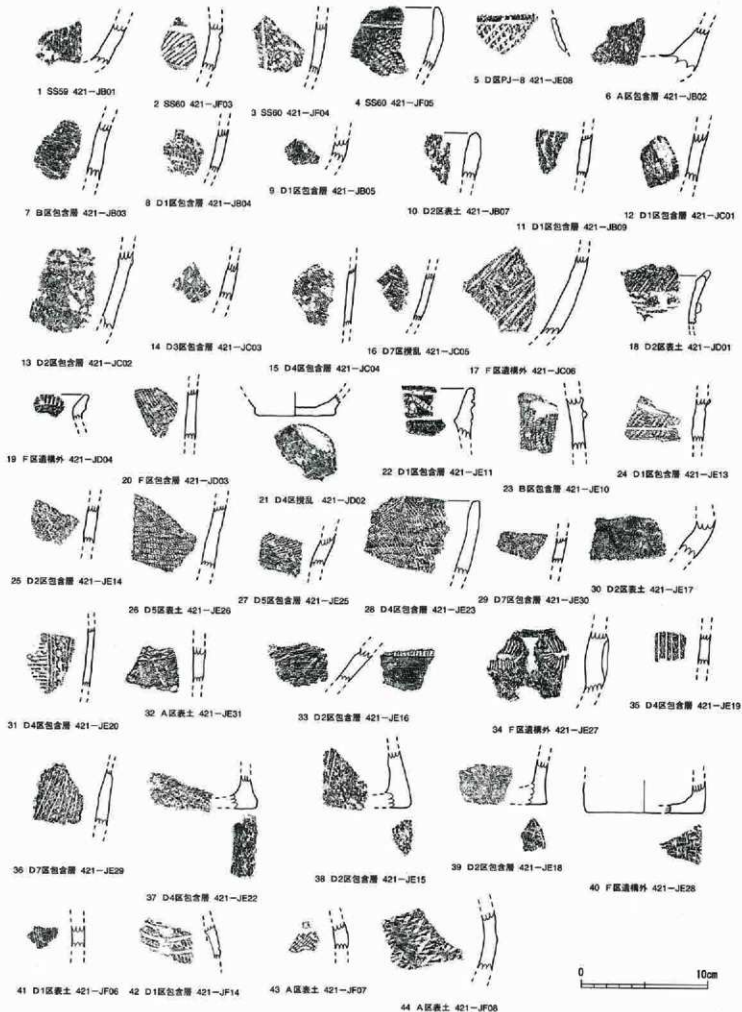 1 SS59 421-JB01
2 SS60 421-JF03
3 SS60 421-JF04
4 SS60 421-JF05
5 D区PJ-8 421-JE08
6 A区包含層 421-JB02
7 B区包含層 421-JB03
8 D1区包含層 421-JB04
9 D1区包含層 421-JB05
10 D2区表土 421-JB07
11 D1区包含層 421-JB09
12 D1区包含層 421-JC01
13 D2区包含層 421-JC02
14 D3区包含層 421-JC03
15 D4区包含層 421-JC04
16 D7区撹乱 421-JC05
17 F区遺構外 421-JC06
18 D2区表土 421-JD01
19 F区遺構外 421-JD04
20 F区包含層 421-JD03
21 D4区撹乱 421-JD02
22 D1区包含層 421-JE11
23 B区包含層 421-JE10
24 D1区包含層 421-JE13
25 D2区包含層 421-JE14
26 D5区表土 421-JE26
27 D5区包含層 421-JE25
28 D4区包含層 421-JE23
29 D7区包含層 421-JE30
30 D2区表土 421-JE17
31 D4区包含層 421-JE20
32 A区表土 421-JE31
33 D2区包含層 421-JE16
34 F区遺構外 421-JE27
35 D4区包含層 421-JE19
36 D7区包含層 421-JE29
37 D4区包含層 421-JE22
38 D2区包含層 421-JE15
39 D2区包含層 421-JE18
40 F区遺構外 421-JE28
41 D1区表土 421-JF06
42 D1区包含層 421-JF14
43 A区表土 421-JF07
44 A区表土 421-JF08
0 10cm